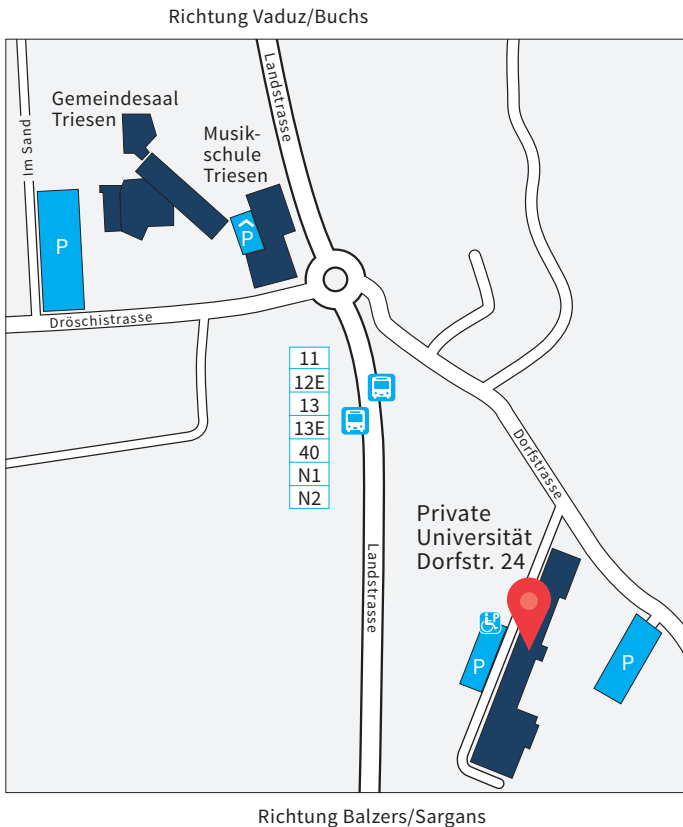 Richtung Vaduz/Buchs
Landstrasse
Im Sand
Gemeindesaal
Triesen
Musik-
schule
Triesen
P
P
Dröschistrasse
11
12E
13
13E
40
N1
N2
Dorfstrasse
Landstrasse
Private
Universität
Dorfstr. 24
P
P
P
Richtung Balzers/Sargans